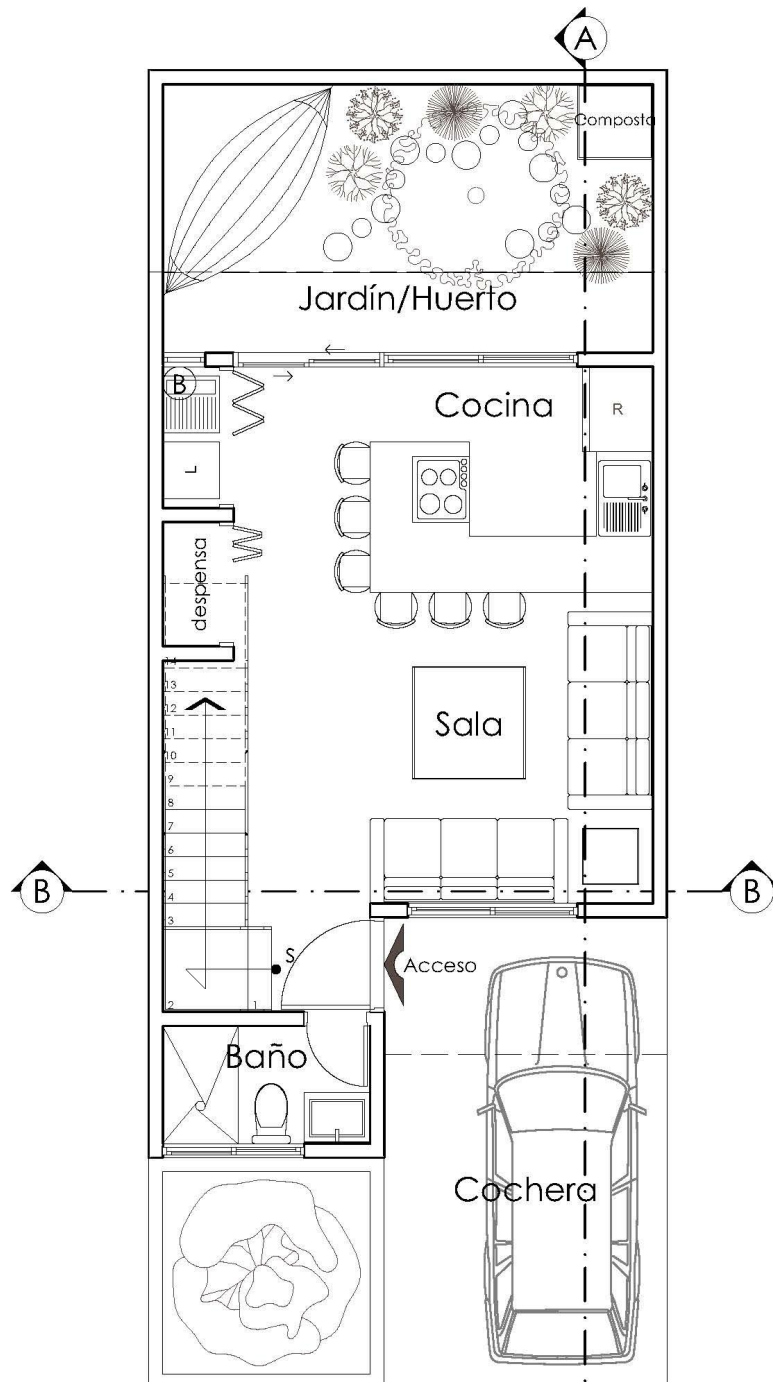 A
Composta
Jardín/Huerto
B
Cocina
R
L
despensa
14
13
12
11
10
9
8
7
6
5
4
3
2
1
Sala
B
B
S
Acceso
Baño
Cochera